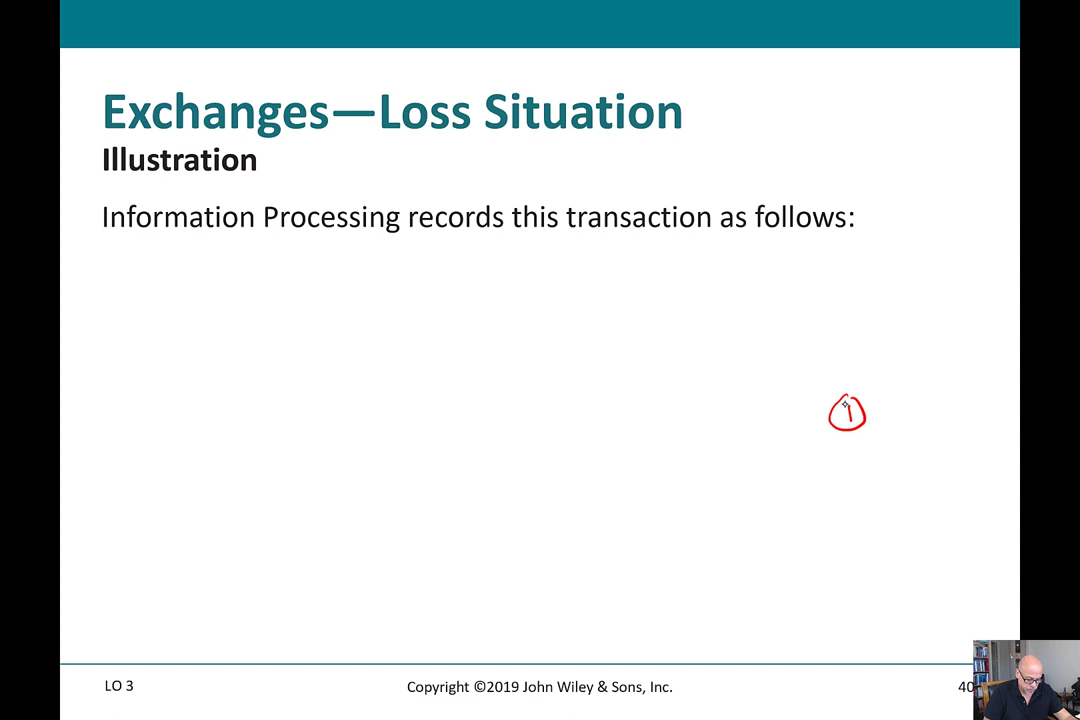 Exchanges—Loss Situation
Illustration
Information Processing records this transaction as follows:
1
LO 3
Copyright ©2019 John Wiley & Sons, Inc.
40